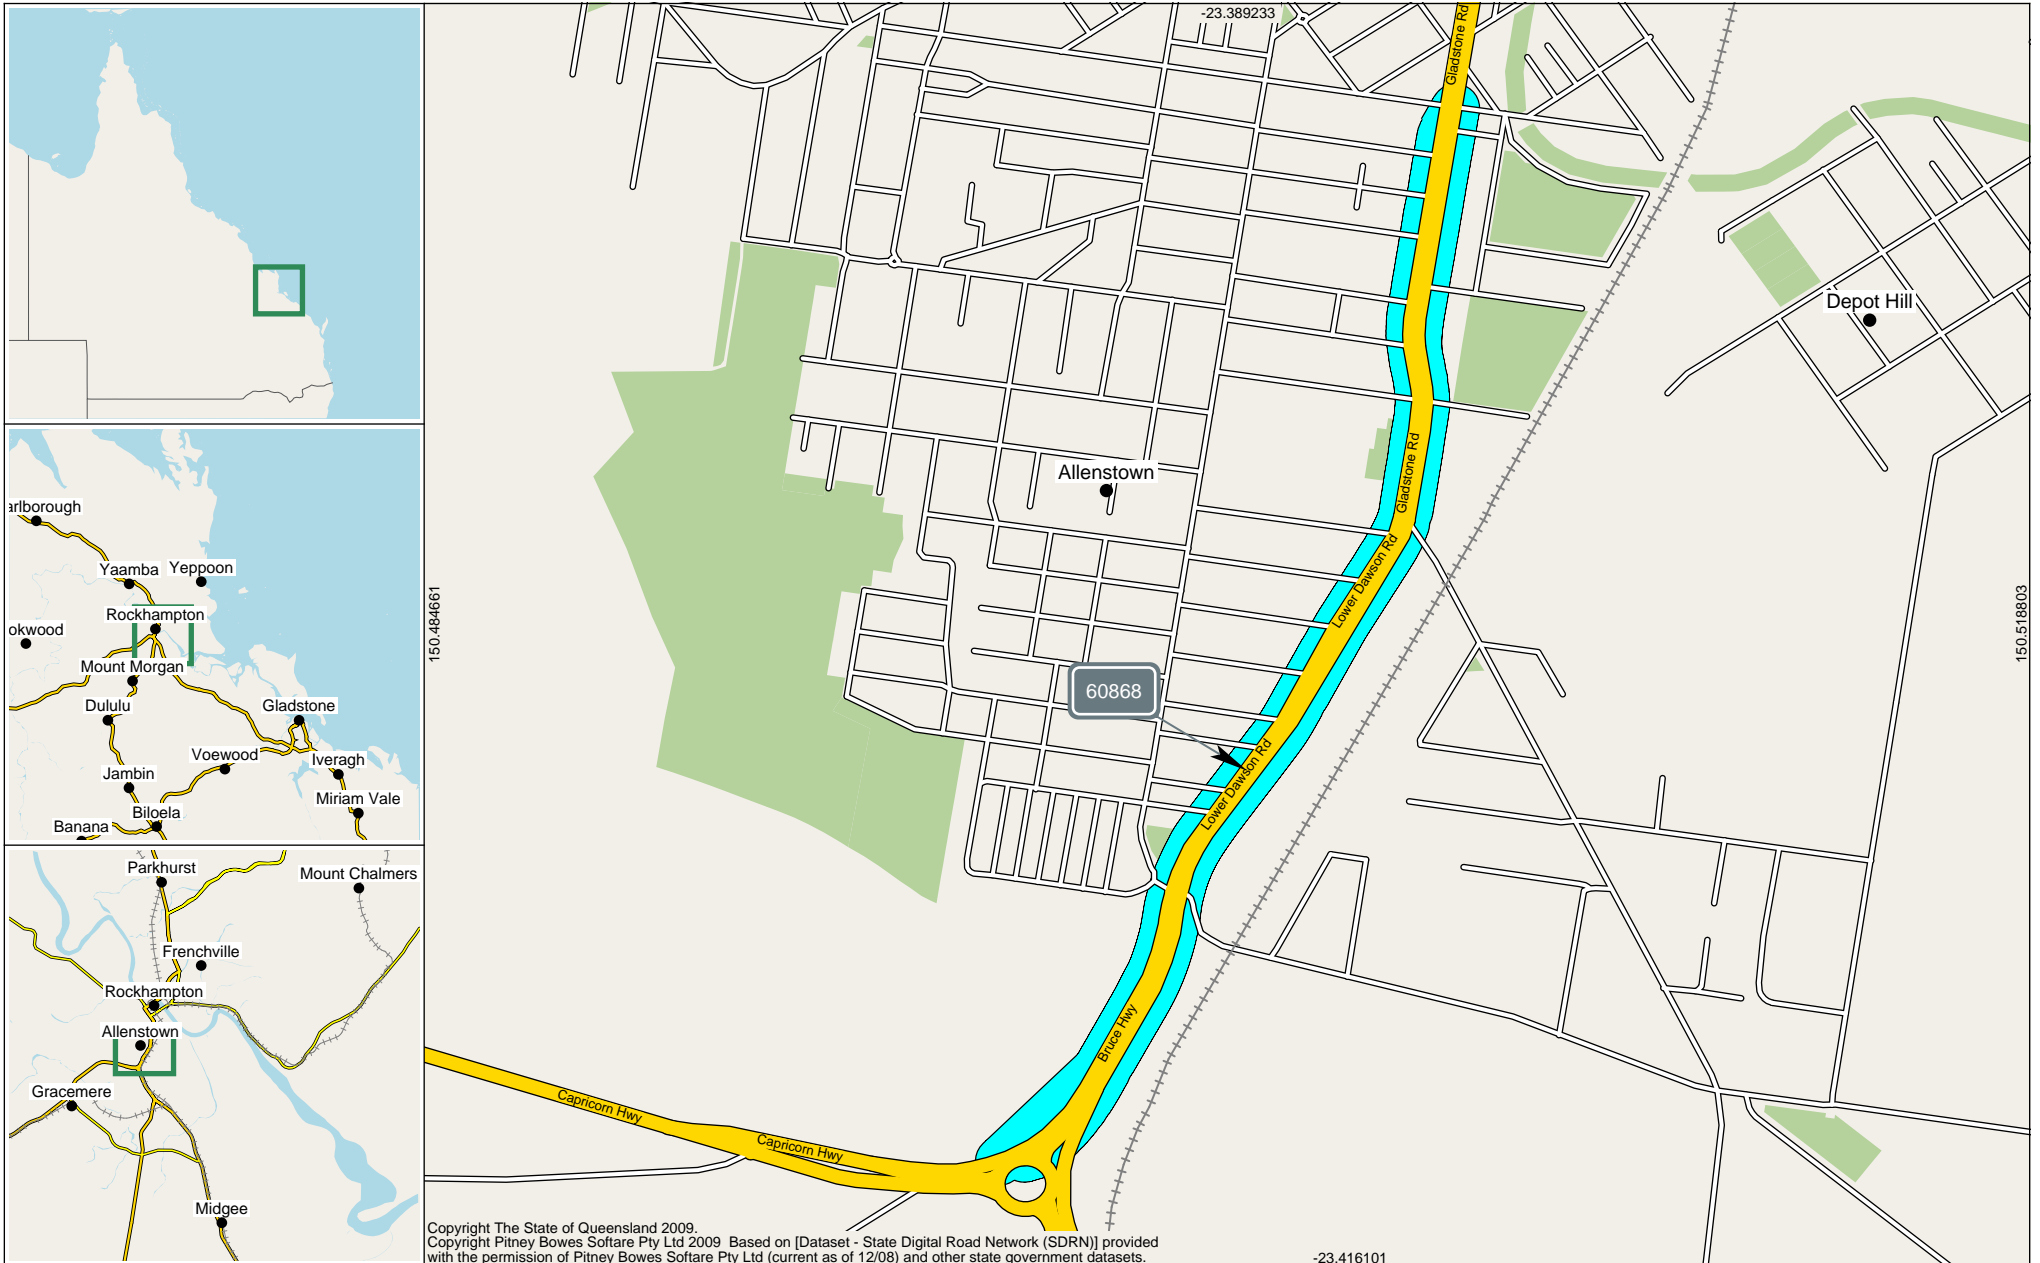 -23.389233
Gladstone Rd
Depot Hill
Allenstown
Gladstone Rd
Lower Dawson Rd
150.484661
150.518803
60868
Lower Dawson Rd
Bruce Hwy
Capricorn Hwy
Capricorn Hwy
Copyright The State of Queensland 2009.
Copyright Pitney Bowes Softare Pty Ltd 2009 Based on [Dataset - State Digital Road Network (SDRN)] provided
with the permission of Pitney Bowes Softare Pty Ltd (current as of 12/08) and other state government datasets.
-23.416101
arlborough
Yaamba
Yeppoon
Rockhampton
okwood
Mount Morgan
Dululu
Gladstone
Voewood
Iveragh
Jambin
Miriam Vale
Biloela
Banana
Parkhurst
Mount Chalmers
Frenchville
Rockhampton
Allenstown
Gracemere
Midgee